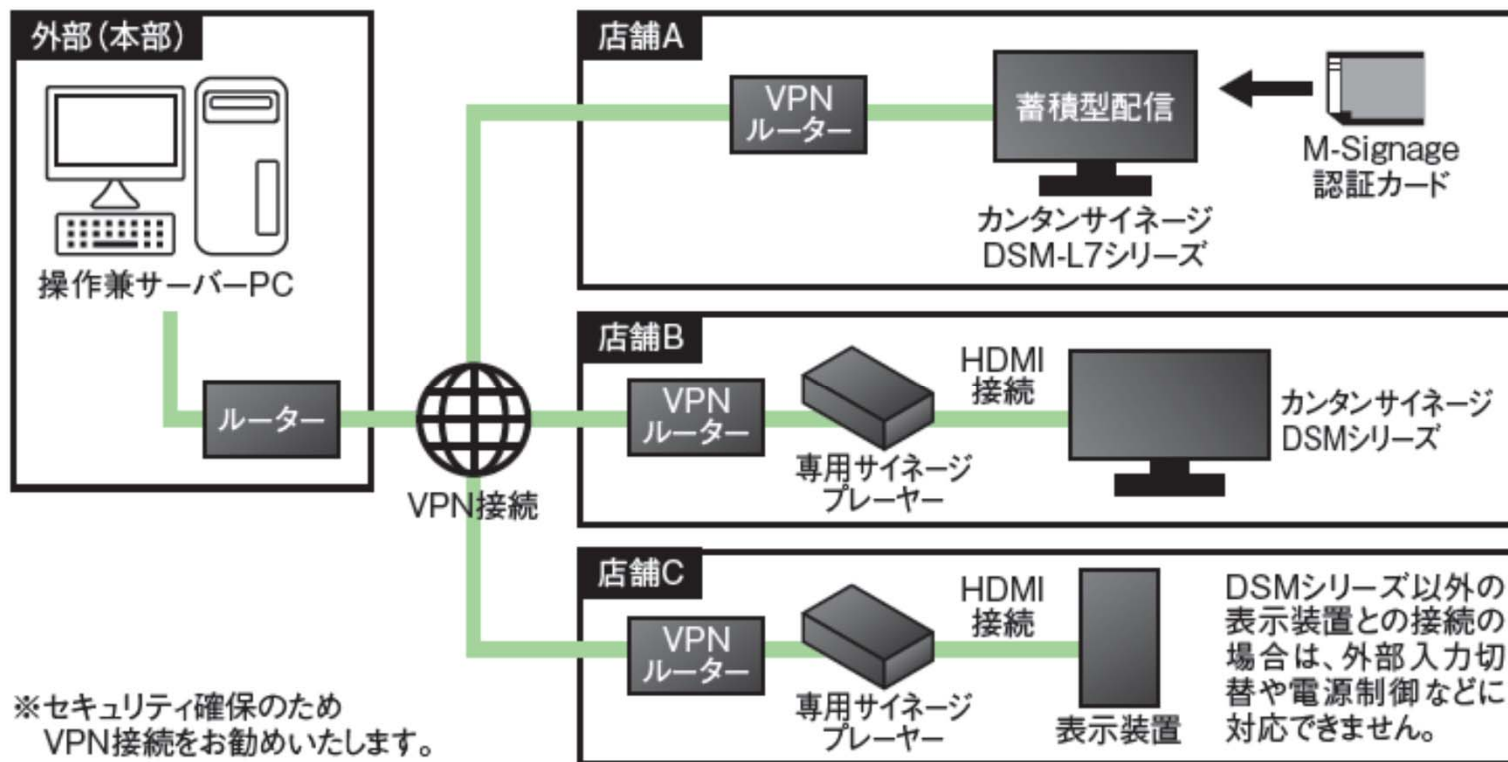 外部(本部)
操作兼サーバーPC
ルーター
VPN接続
※セキュリティ確保のため
VPN接続をお勧めいたします。
店舗A
VPN
ルーター
蓄積型配信
カンタンサイネージ
DSM-L7シリーズ
M-Signage
認証カード
店舗B
VPN
ルーター
専用サイネージ
プレーヤー
HDMI
接続
カンタンサイネージ
DSMシリーズ
店舗C
VPN
ルーター
専用サイネージ
プレーヤー
HDMI
接続
表示装置
DSMシリーズ以外の
表示装置との接続の
場合は、外部入力切
替や電源制御などに
対応できません。